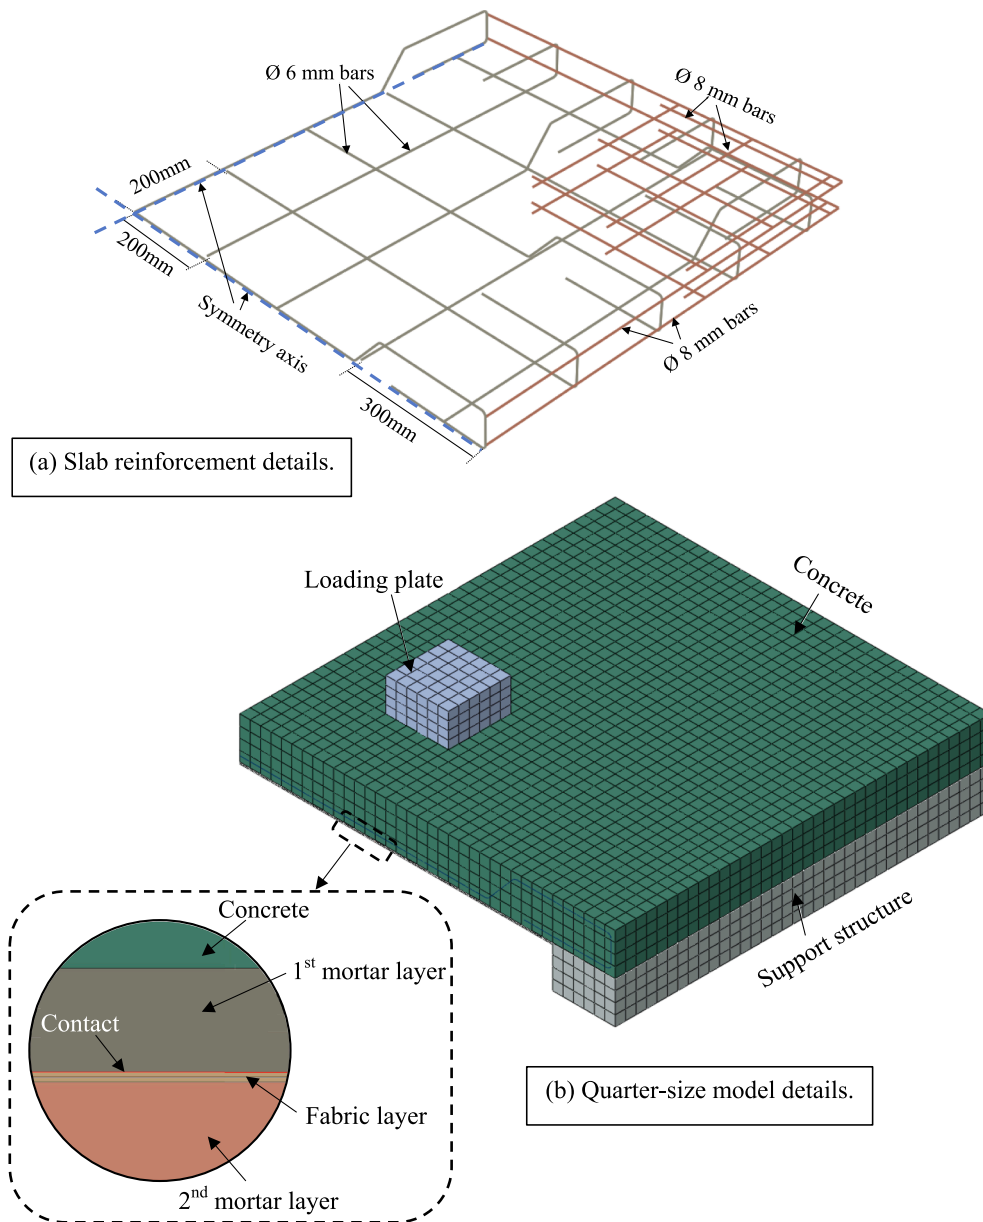 Ø 6 mm bars
Ø 8 mm bars
200mm
200mm
Symmetry axis
300mm
Ø 8 mm bars
(a) Slab reinforcement details.
Loading plate
Concrete
Support structure
Concrete
1st mortar layer
Contact
Fabric layer
2nd mortar layer
(b) Quarter-size model details.